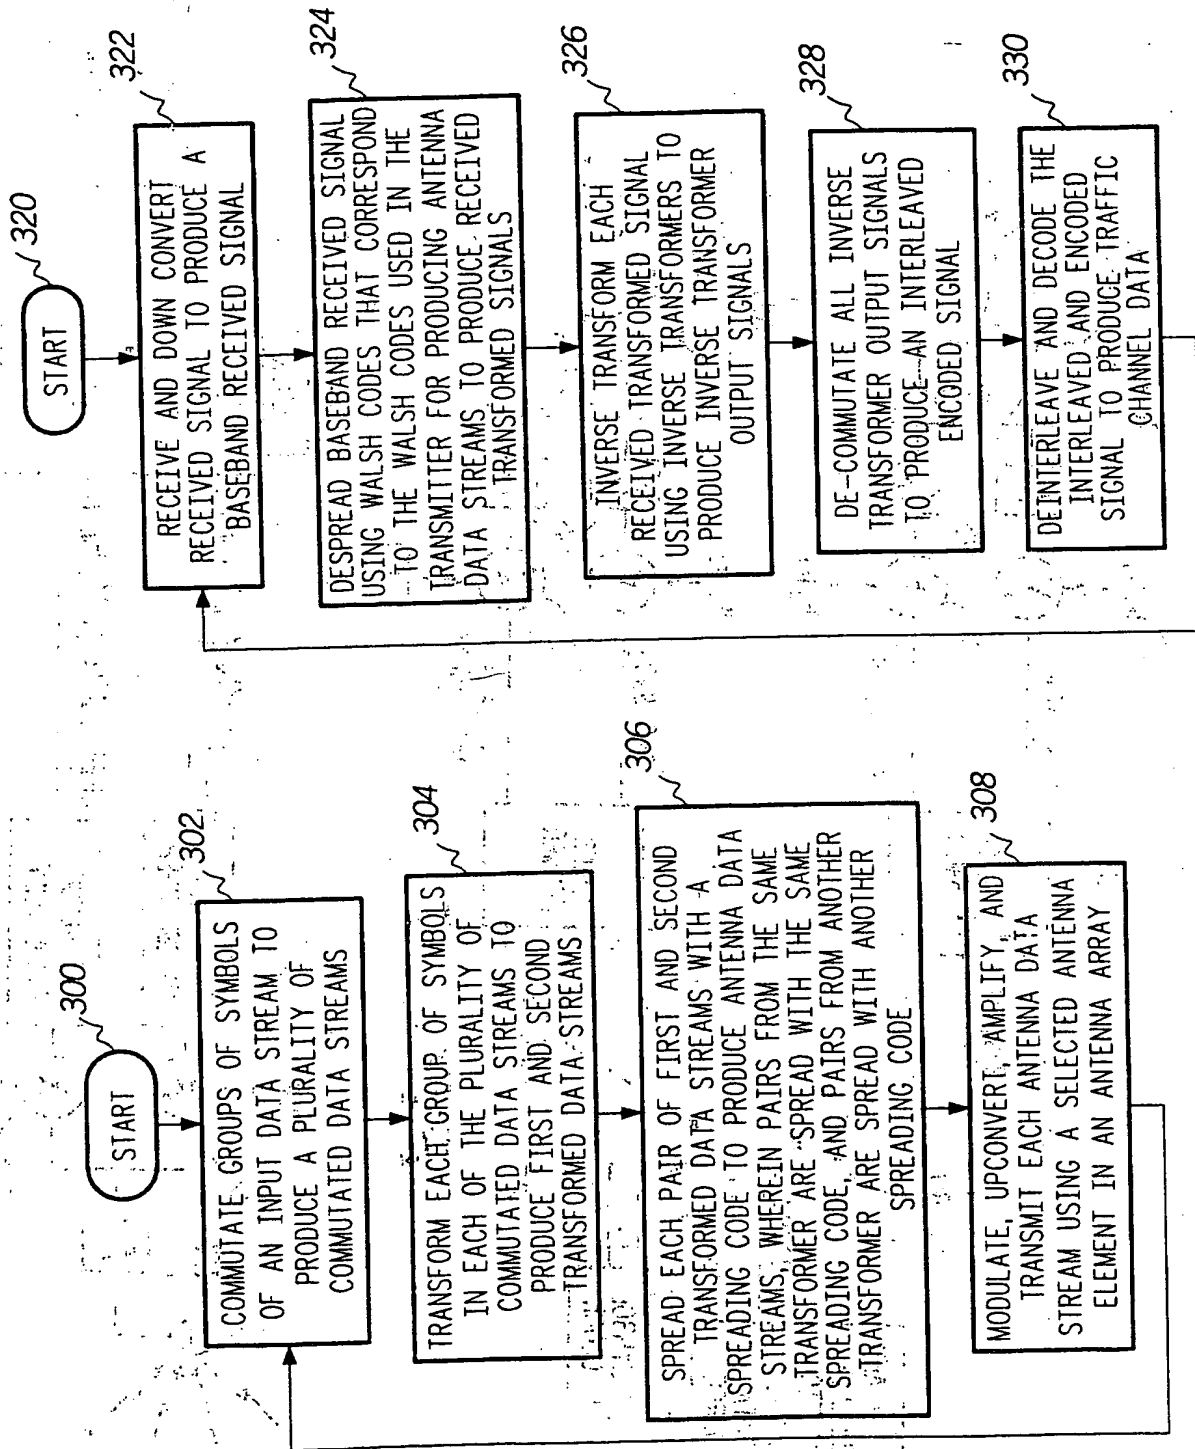 300
START
302
COMMUTATE GROUPS OF SYMBOLS
OF AN INPUT DATA STREAM TO
PRODUCE A PLURALITY OF
COMMUTATED DATA STREAMS
304
TRANSFORM EACH GROUP OF SYMBOLS
IN EACH OF THE PLURALITY OF
COMMUTATED DATA STREAMS TO
PRODUCE FIRST AND SECOND
TRANSFORMED DATA STREAMS
306
SPREAD EACH PAIR OF FIRST AND SECOND
TRANSFORMED DATA STREAMS WITH A
SPREADING CODE TO PRODUCE ANTENNA DATA
STREAMS, WHEREIN PAIRS FROM THE SAME
TRANSFORMER ARE SPREAD WITH THE SAME
SPREADING CODE, AND PAIRS FROM ANOTHER
TRANSFORMER ARE SPREAD WITH ANOTHER
SPREADING CODE
308
MODULATE, UPCONVERT, AMPLIFY, AND
TRANSMIT EACH ANTENNA DATA
STREAM USING A SELECTED ANTENNA
ELEMENT IN AN ANTENNA ARRAY
320
START
322
RECEIVE AND DOWN CONVERT
RECEIVED SIGNAL TO PRODUCE A
BASEBAND RECEIVED SIGNAL
324
DESPREAD BASEBAND RECEIVED SIGNAL
USING WALSH CODES THAT CORRESPOND
TO THE WALSH CODES USED IN THE
TRANSMITTER FOR PRODUCING ANTENNA
DATA STREAMS TO PRODUCE RECEIVED
TRANSFORMED SIGNALS
326
INVERSE TRANSFORM EACH
RECEIVED TRANSFORMED SIGNAL
USING INVERSE TRANSFORMERS TO
PRODUCE INVERSE TRANSFORMER
OUTPUT SIGNALS
328
DE-COMMUTATE ALL INVERSE
TRANSFORMER OUTPUT SIGNALS
TO PRODUCE AN INTERLEAVED
ENCODED SIGNAL
330
DEINTERLEAVE AND DECODE THE
INTERLEAVED AND ENCODED
SIGNAL TO PRODUCE TRAFFIC
CHANNEL DATA